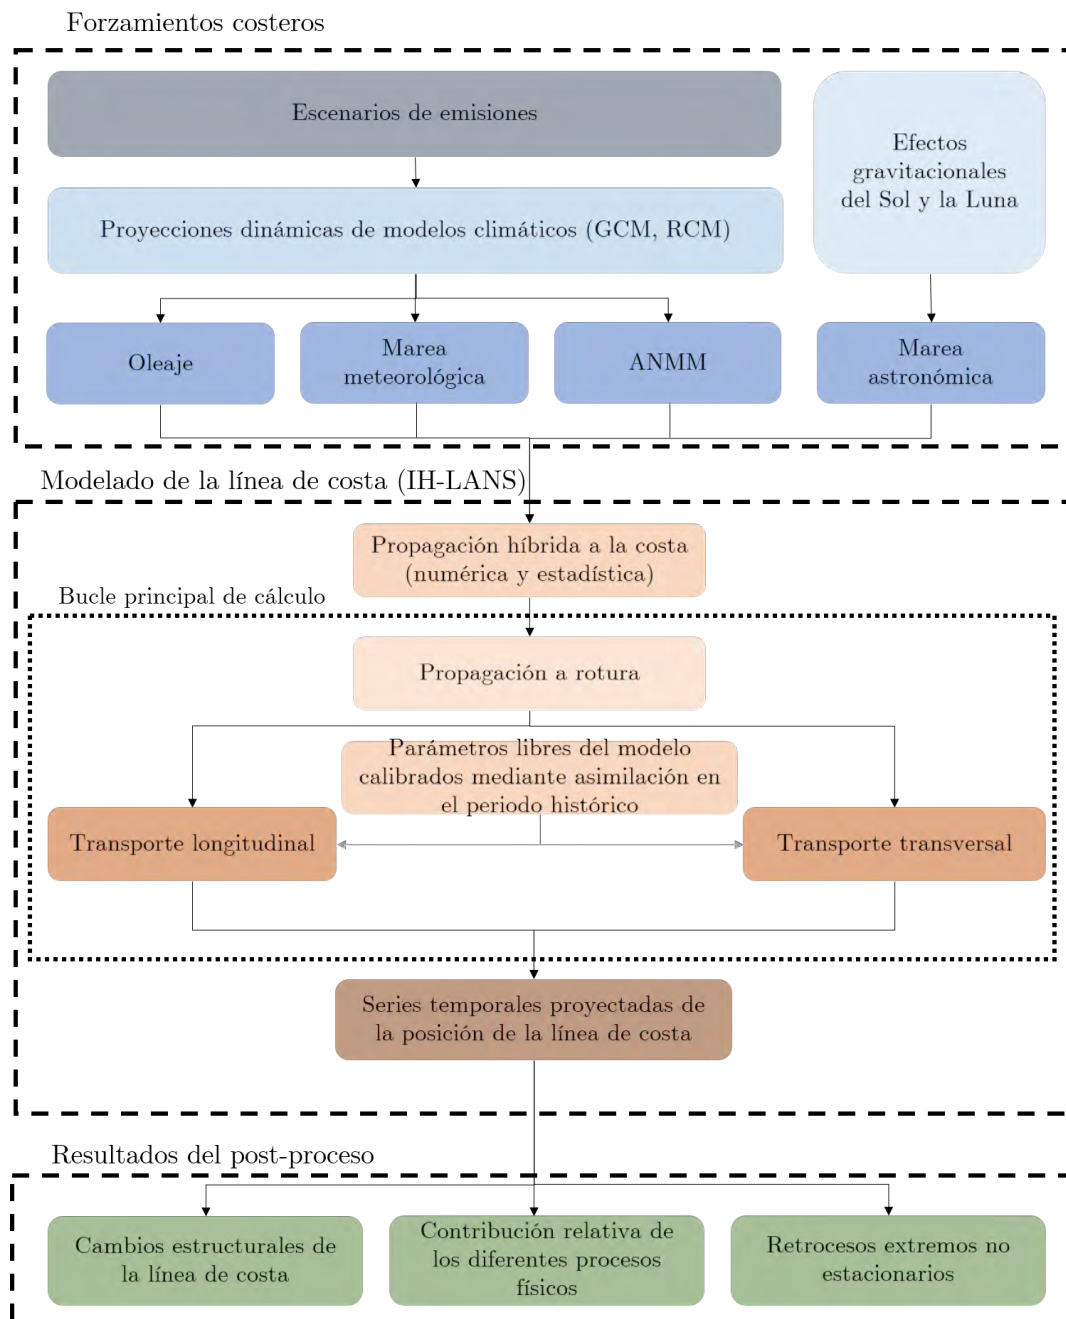 Forzamientos costeros
Escenarios de emisiones
Efectos
gravitacionales
del Sol y la Luna
Proyecciones dinámicas de modelos climáticos (GCM, RCM)
Oleaje
Marea
meteorológica
ANMM
Marea
astronómica
Modelado de la línea de costa (IH-LANS)
Propagación híbrida a la costa
(numérica y estadística)
Bucle principal de cálculo
Propagación a rotura
Parámetros libres del modelo
calibrados mediante asimilación en
el periodo histórico
Transporte longitudinal
Transporte transversal
Series temporales proyectadas de
la posición de la línea de costa
Resultados del post-proceso
Cambios estructurales de
la línea de costa
Contribución relativa de
los diferentes procesos
físicos
Retrocesos extremos no
estacionarios